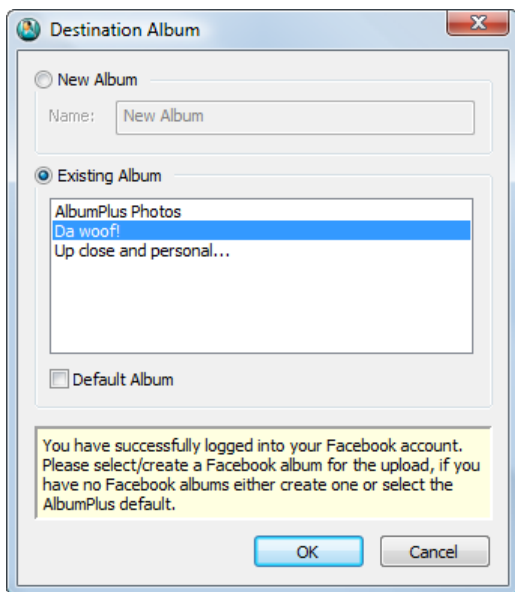 Destination Album
New Album
Name: New Album
Existing Album
AlbumPlus Photos
Da woof!
Up close and personal...
Default Album
You have successfully logged into your Facebook account.
Please select/create a Facebook album for the upload, if you
have no Facebook albums either create one or select the
AlbumPlus default.
OK Cancel